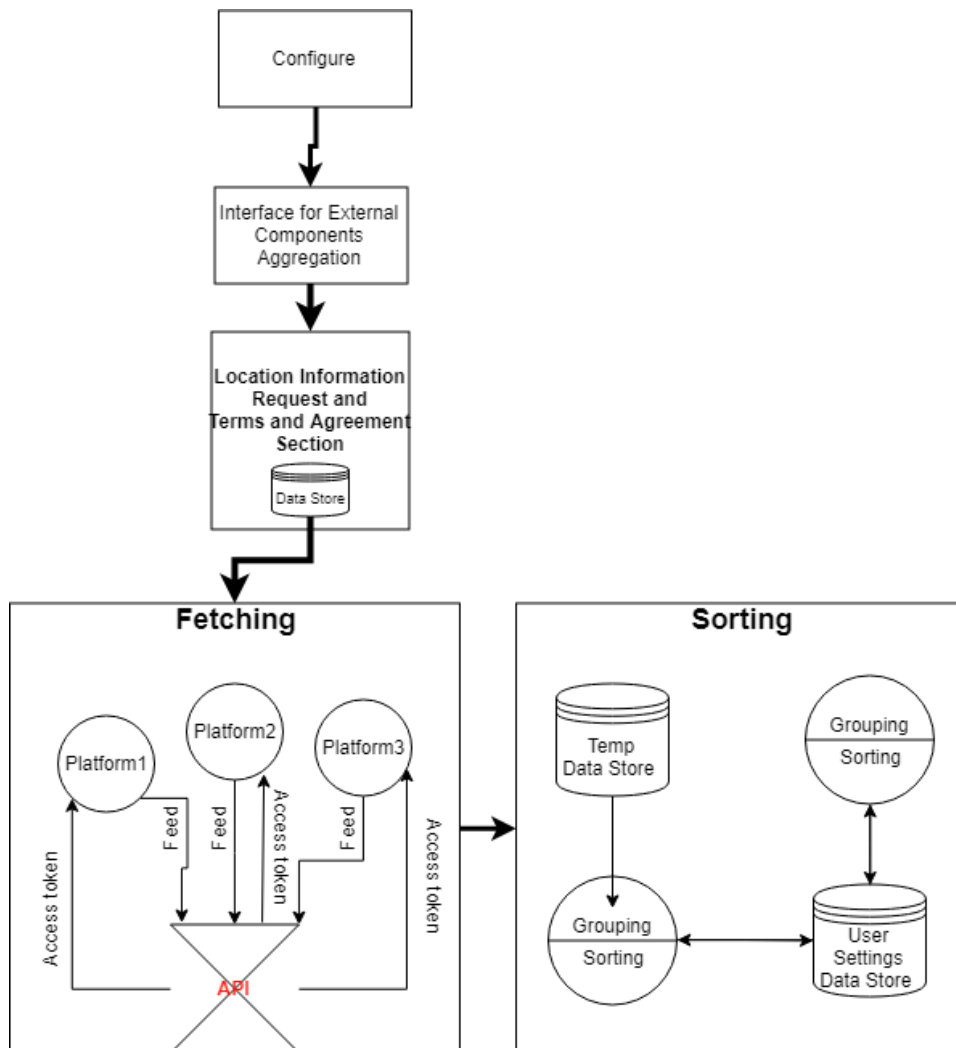 Configure
Interface for External
Components
Aggregation
Location Information
Request and
Terms and Agreement
Section
Data Store
Fetching
Platform1
Platform2
Platform3
Feed
Feed
Access token
Feed
Access token
Access token
API
Sorting
Temp
Data Store
Grouping
Sorting
Grouping
Sorting
User
Settings
Data Store